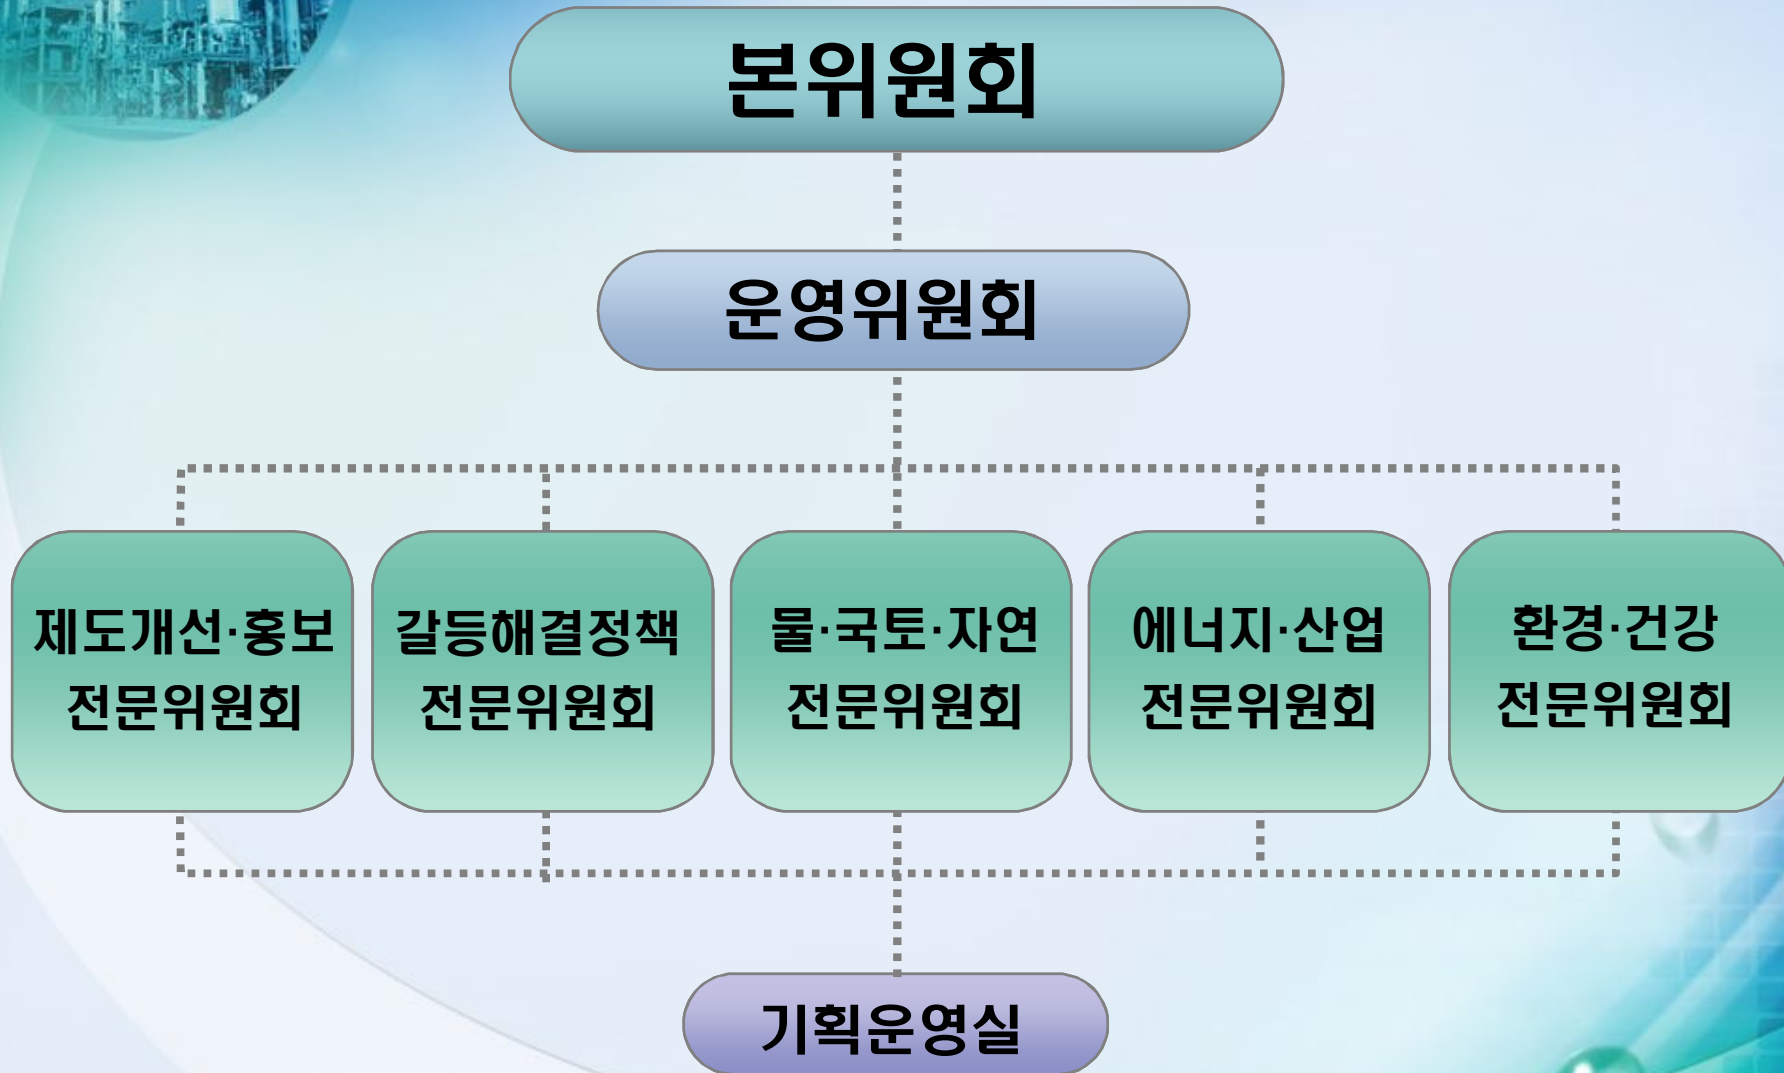 본위원회
운영위원회
제도개선·홍보
전문위원회
갈등해결정책
전문위원회
물·국토·자연
전문위원회
에너지·산업
전문위원회
환경·건강
전문위원회
기획운영실